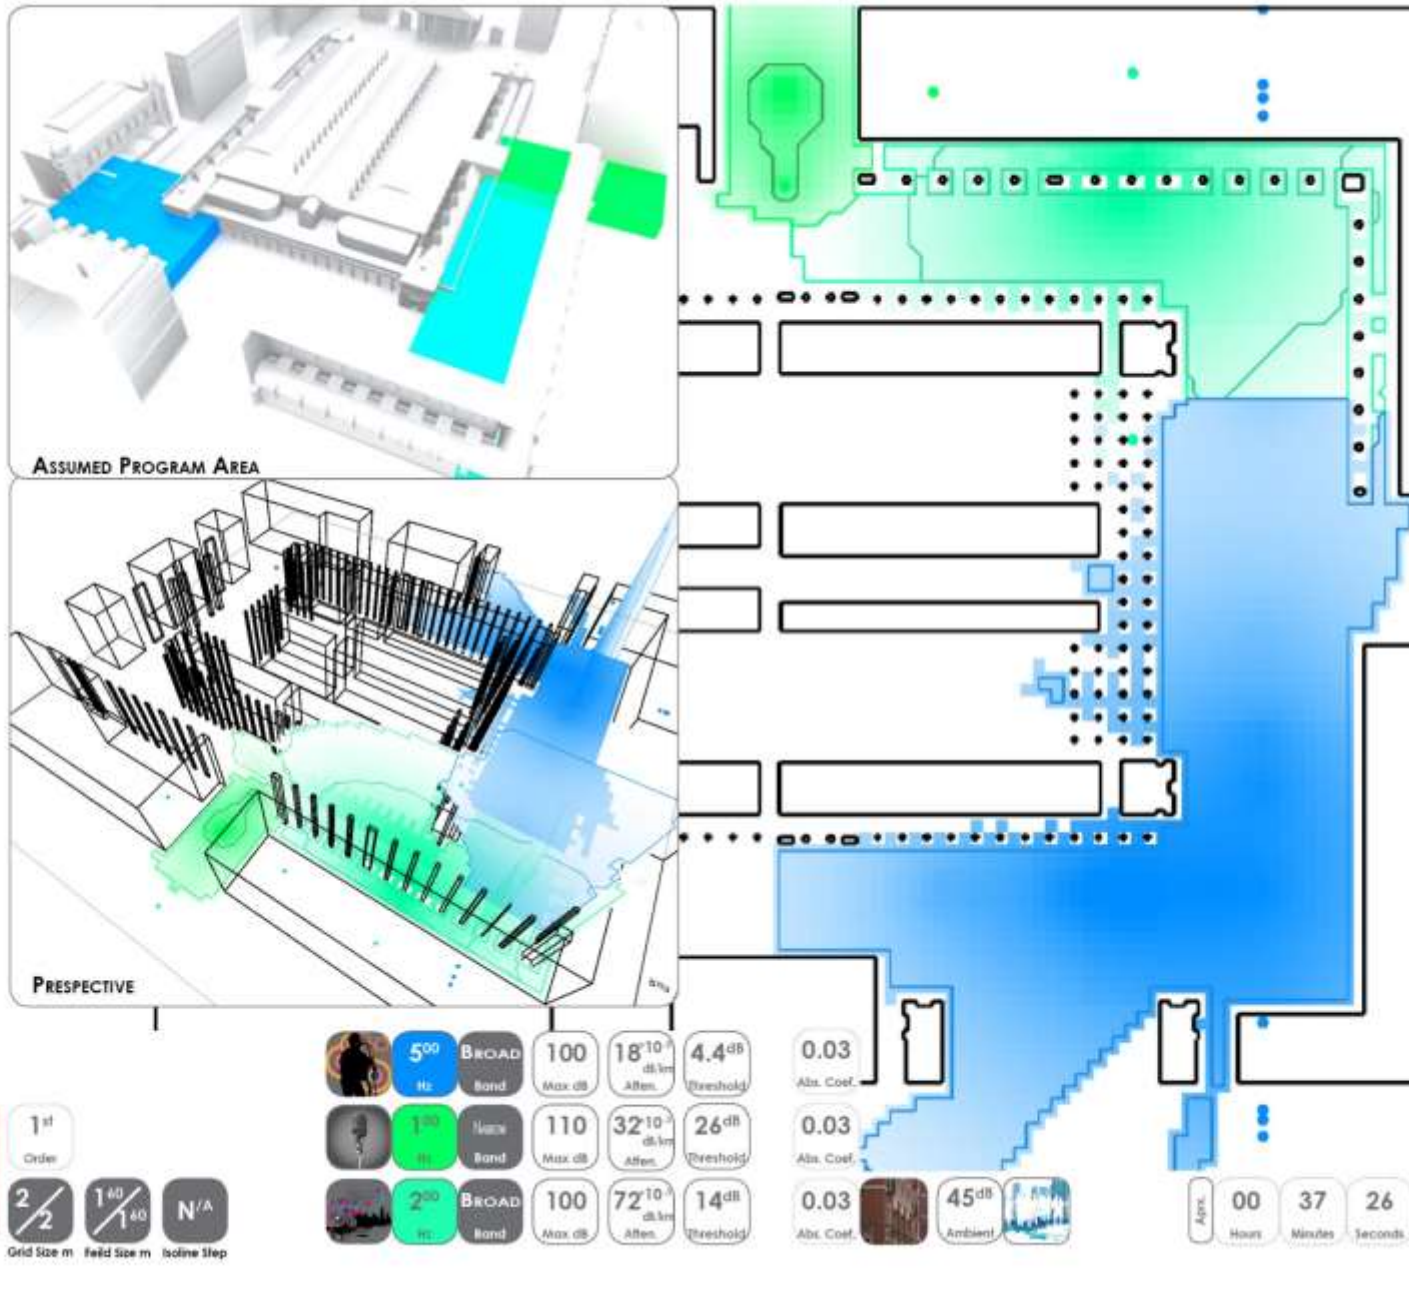 ASSUMED PROGRAM AREA
PRESPECTIVE
5⁰⁰ Hz BROAD Band 100 Max dB 18*10⁻³ dB/km Atten. 4.4dB Threshold 0.03 Abs. Coef.
1st Order
1⁰⁰ Hz Narrow Band 110 Max dB 32*10⁻³ dB/km Atten. 26dB Threshold 0.03 Abs. Coef.
2/2 Grid Size m 1⁶⁰/1⁶⁰ Feild Size m N/A Isoline Step 2⁰⁰ Hz BROAD Band 100 Max dB 72*10⁻³ dB/km Atten. 14dB Threshold 0.03 Abs. Coef. 45dB Ambient Aprx. 00 Hours 37 Minutes 26 Seconds